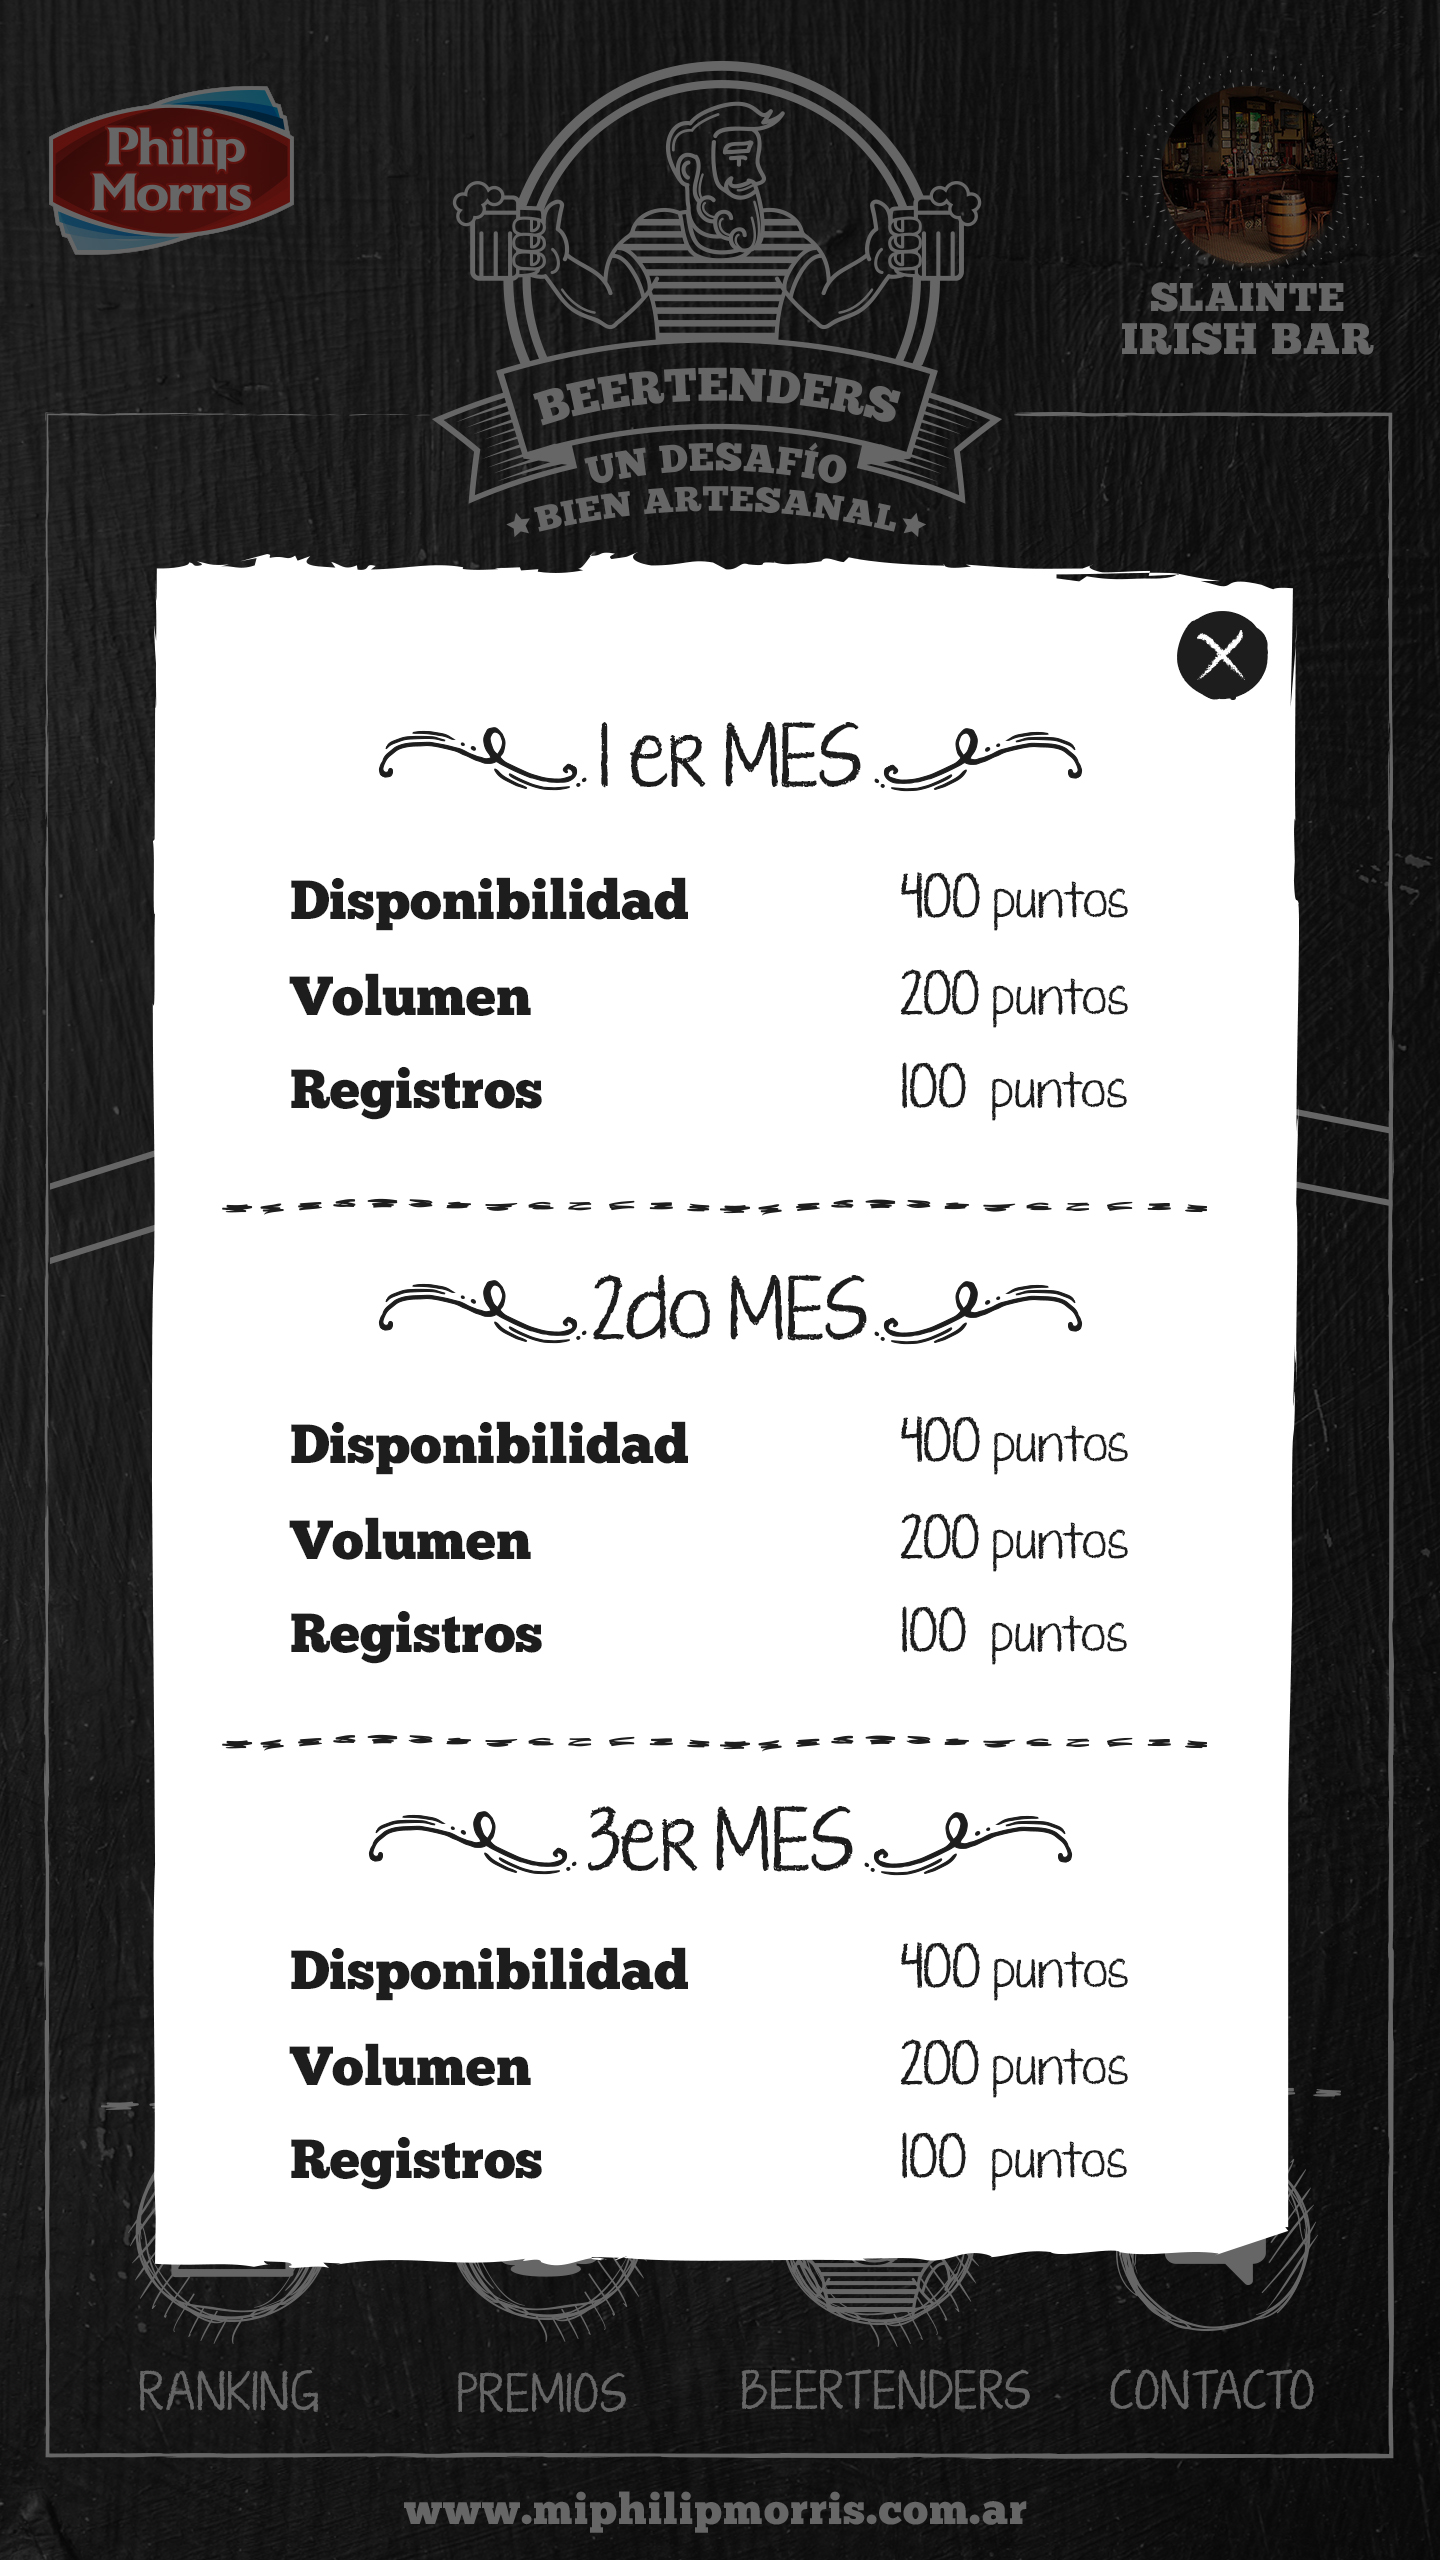 Philip
Morris
SLAINTE
IRISH BAR
BEERTENDERS
UN DESAFÍO
BIEN ARTESANAL
X
1er MES
Disponibilidad 400 puntos
Volumen 200 puntos
Registros 100 puntos
2do MES
Disponibilidad 400 puntos
Volumen 200 puntos
Registros 100 puntos
3er MES
Disponibilidad 400 puntos
Volumen 200 puntos
Registros 100 puntos
RANKING PREMIOS BEERTENDERS CONTACTO
www.miphilipmorris.com.ar